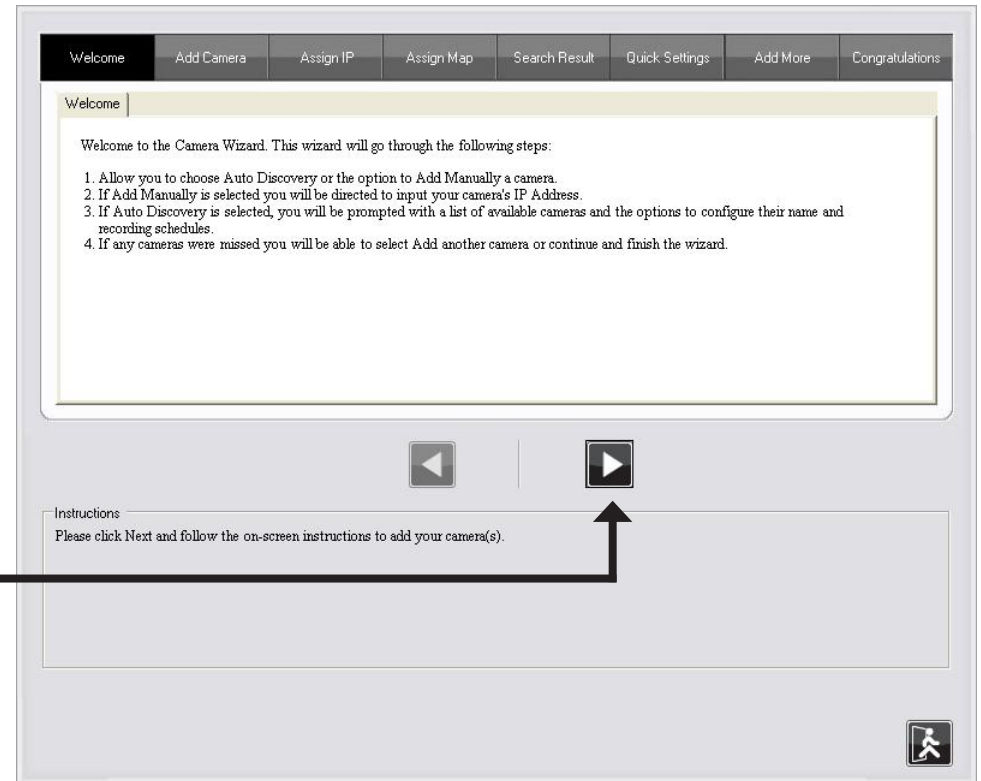 Welcome Add Camera Assign IP Assign Map Search Result Quick Settings Add More Congratulations
Welcome
Welcome to the Camera Wizard. This wizard will go through the following steps:
1. Allow you to choose Auto Discovery or the option to Add Manually a camera.
2. If Add Manually is selected you will be directed to input your camera's IP Address.
3. If Auto Discovery is selected, you will be prompted with a list of available cameras and the options to configure their name and
recording schedules.
4. If any cameras were missed you will be able to select Add another camera or continue and finish the wizard.
Instructions
Please click Next and follow the on-screen instructions to add your camera(s).